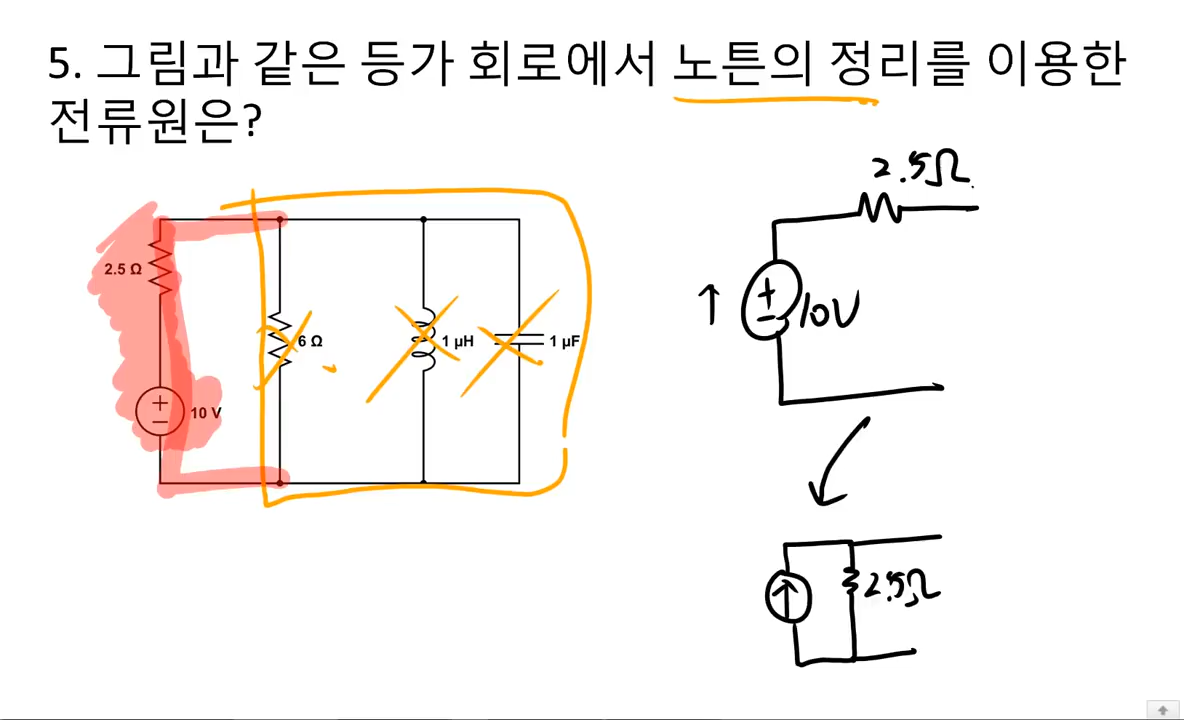 5. 그림과 같은 등가 회로에서 노튼의 정리를 이용한
전류원은?
2.5Ω
2.5 Ω
6 Ω
1 µH
1 µF
10V
10 V
2.5Ω